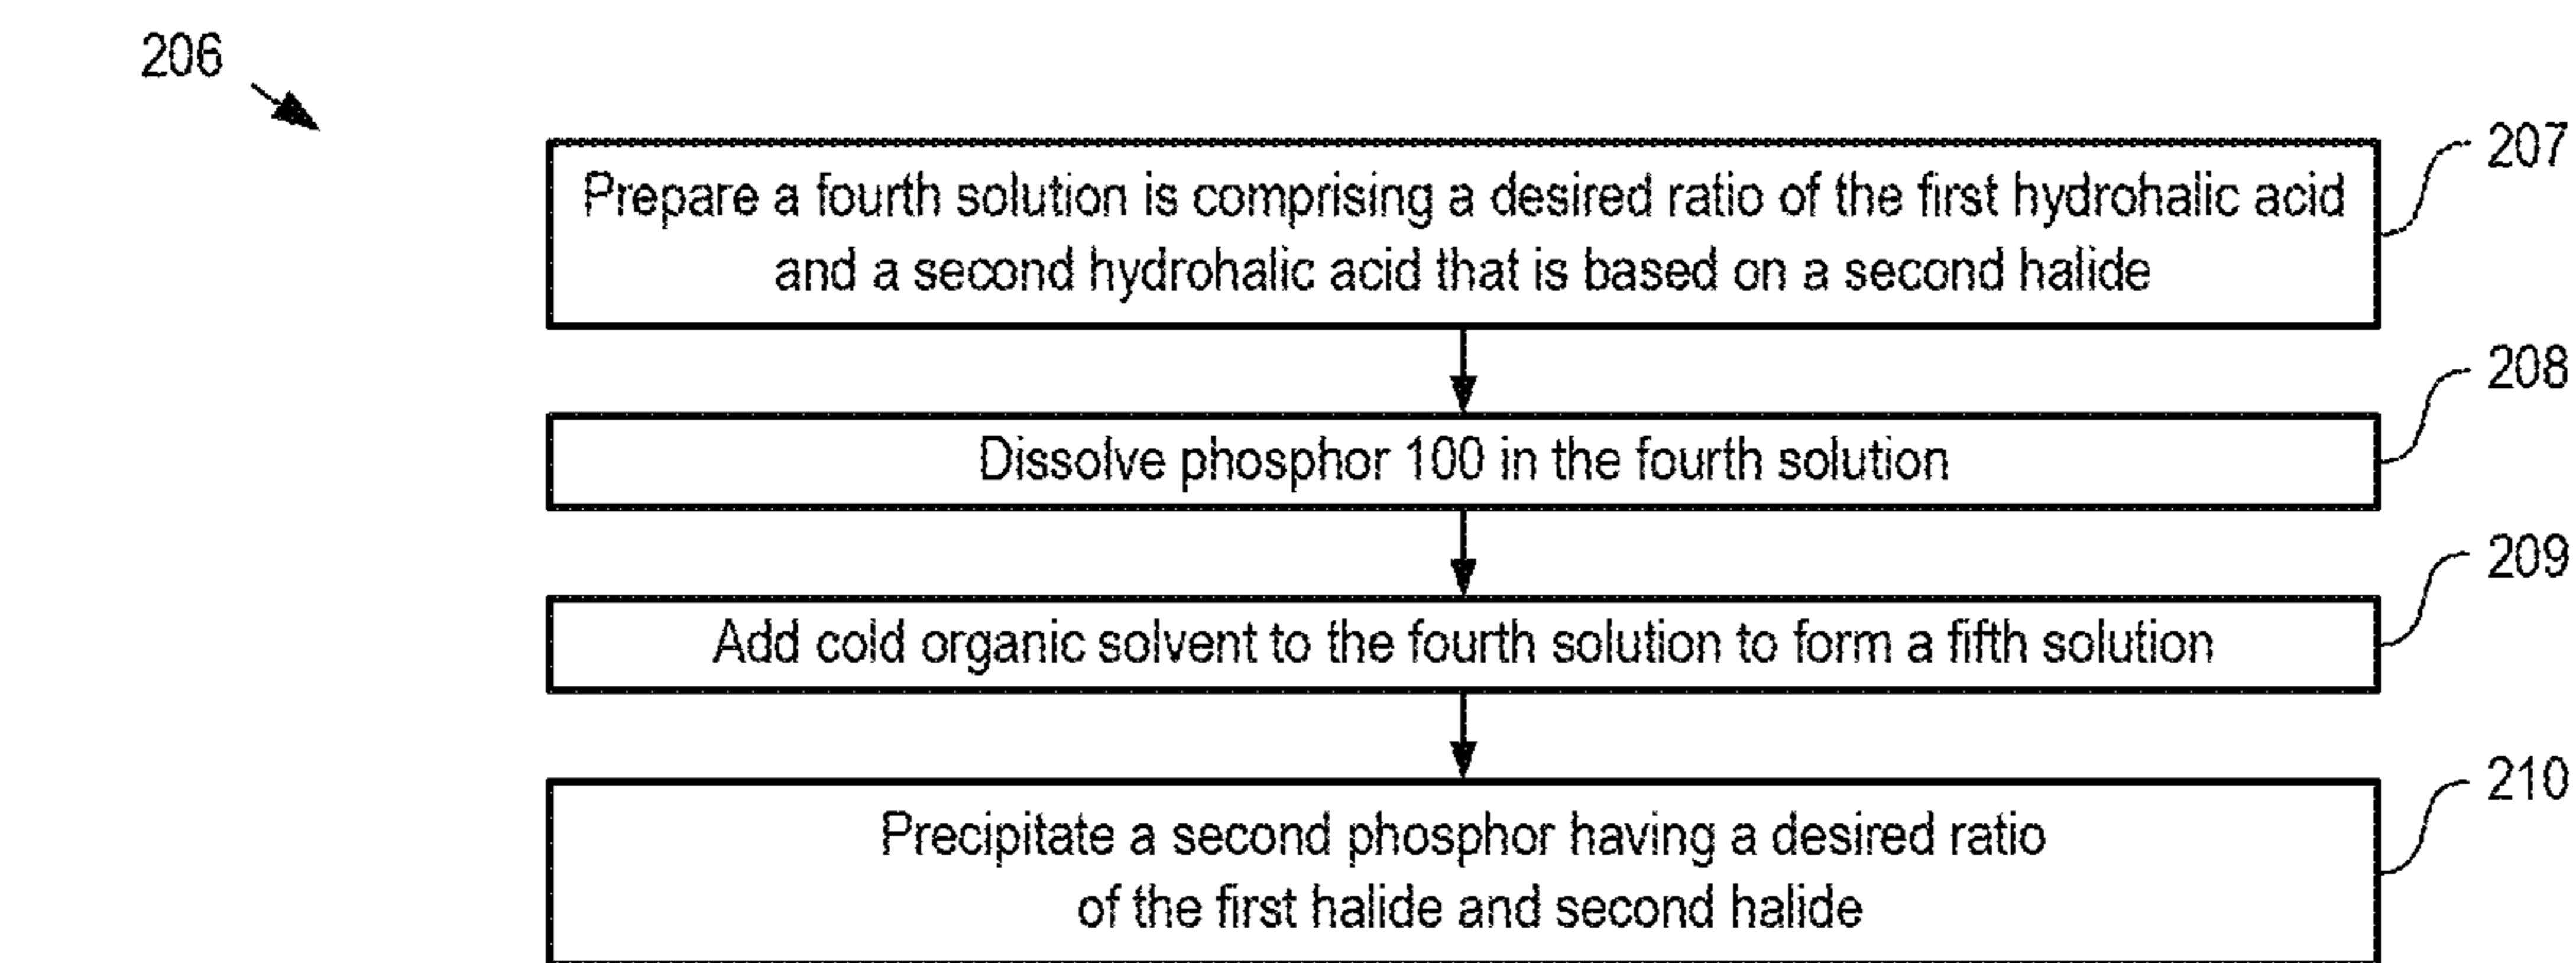 206
Prepare a fourth solution is comprising a desired ratio of the first hydrohalic acid
and a second hydrohalic acid that is based on a second halide
207
Dissolve phosphor 100 in the fourth solution
208
Add cold organic solvent to the fourth solution to form a fifth solution
209
Precipitate a second phosphor having a desired ratio
of the first halide and second halide
210